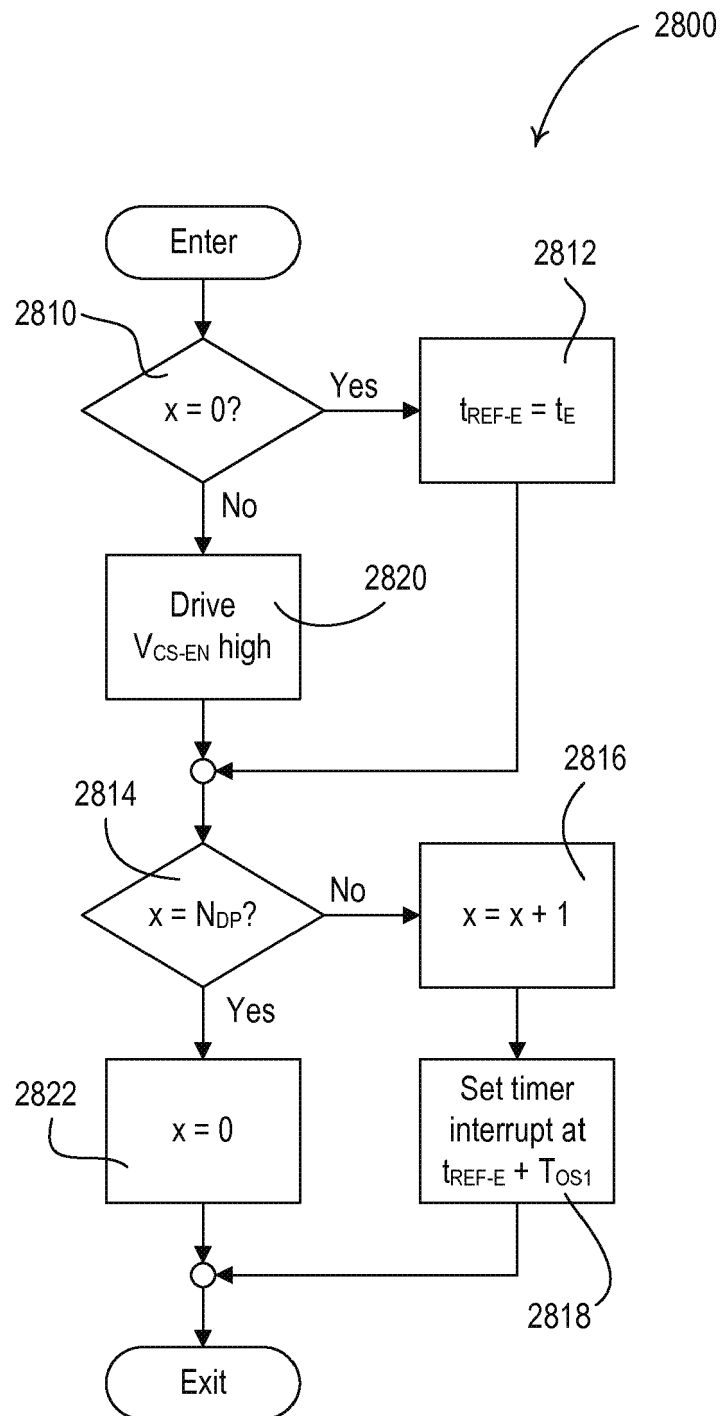 2800
Enter
2812
2810
x = 0?
Yes
tREF-E = tE
No
Drive
VCS-EN high
2820
2814
2816
x = NDP?
No
x = x + 1
Yes
2822
x = 0
Set timer
interrupt at
tREF-E + TOS1
2818
Exit